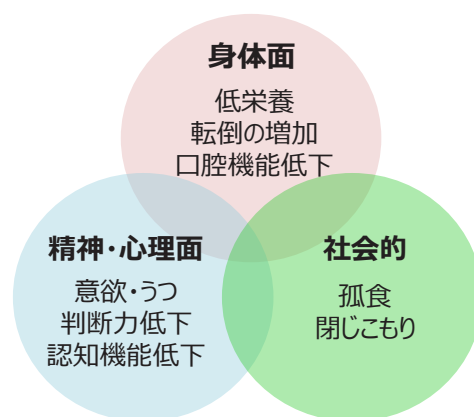 身体面
低栄養
転倒の増加
口腔機能低下
精神・心理面
意欲・うつ
判断力低下
認知機能低下
社会的
孤食
閉じこもり